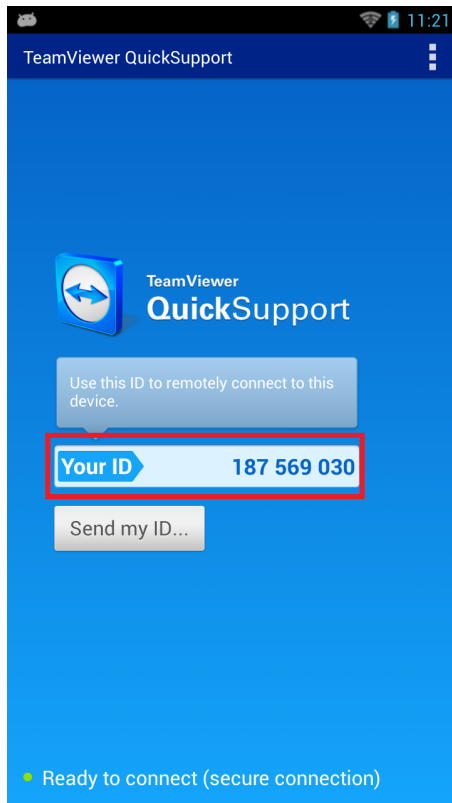 11:21
TeamViewer QuickSupport
TeamViewer
QuickSupport
Use this ID to remotely connect to this
device.
Your ID 187 569 030
Send my ID...
Ready to connect (secure connection)